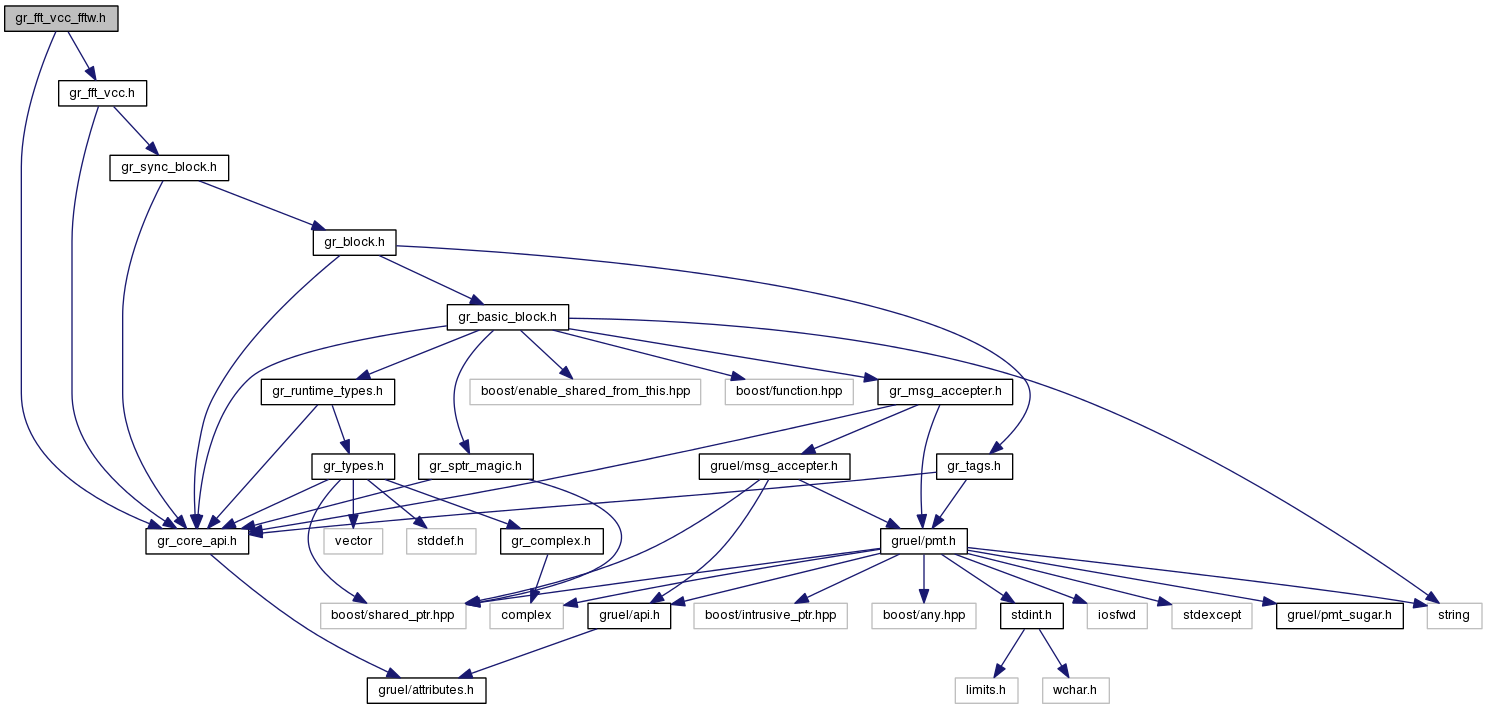 gr_fft_vcc_fftw.h
gr_fft_vcc.h
gr_sync_block.h
gr_block.h
gr_basic_block.h
gr_runtime_types.h
boost/enable_shared_from_this.hpp
boost/function.hpp
gr_msg_accepter.h
gr_types.h
gr_sptr_magic.h
gruel/msg_accepter.h
gr_tags.h
gr_core_api.h
vector
stddef.h
gr_complex.h
gruel/pmt.h
boost/shared_ptr.hpp
complex
gruel/api.h
boost/intrusive_ptr.hpp
boost/any.hpp
stdint.h
iosfwd
stdexcept
gruel/pmt_sugar.h
string
gruel/attributes.h
limits.h
wchar.h